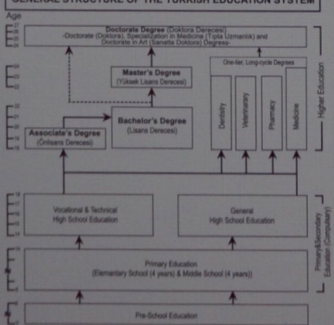 GENERAL STRUCTURE OF THE TURKISH EDUCATION SYSTEM
Age
Doctorate Degree (Doktora Derecesi)
-Doctorate (Doktora), Specialization in Medicine (Tıpta Uzmanlık) and
Doctorate in Art (Sanatta Doktora) Degress-
Master's Degree
(Yüksek Lisans Derecesi)
One-tier, Long-cycle Degrees
Bachelor's Degree
(Lisans Derecesi)
Associate's Degree
(Önlisans Derecesi)
Dentistry
Veterinary
Pharmacy
Medicine
Higher Education
Vocational & Technical
High School Education
General
High School Education
Primary Education
(Elemantary School (4 years) & Middle School (4 years))
Primary&Secondary
Education (Compulsory)
Pre-School Education